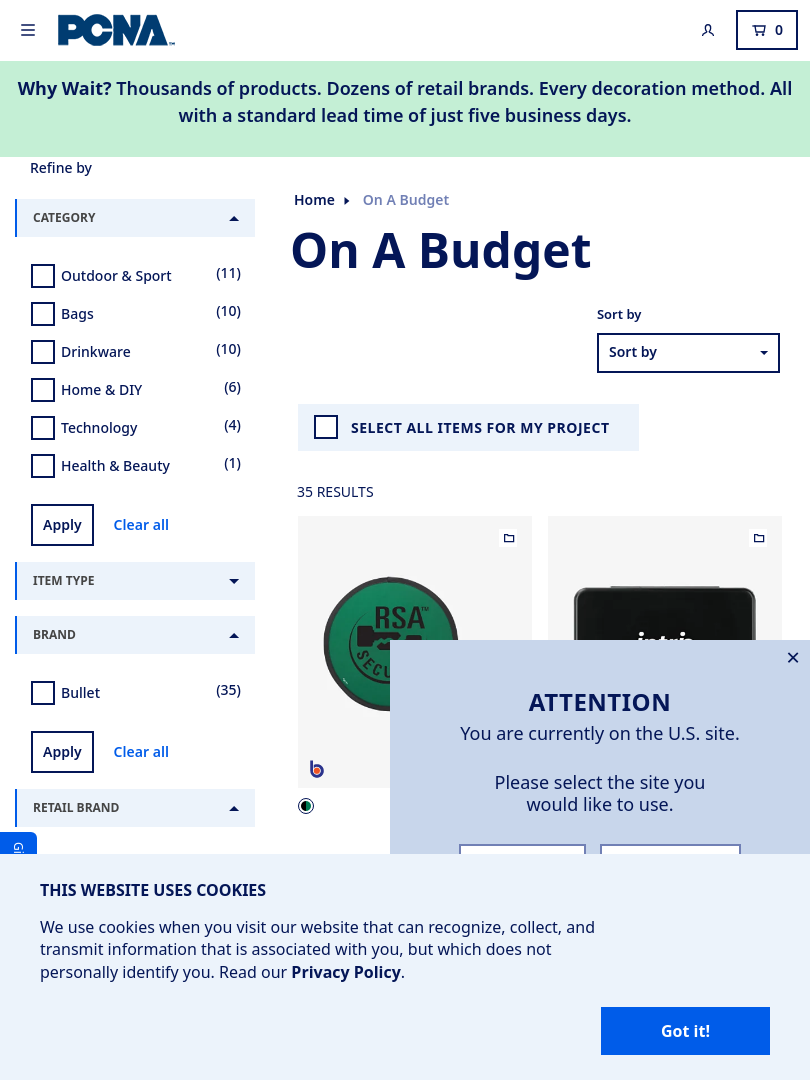 PCNA
0
Why Wait? Thousands of products. Dozens of retail brands. Every decoration method. All
with a standard lead time of just five business days.
Refine by
CATEGORY
Outdoor & Sport (11)
Bags (10)
Drinkware (10)
Home & DIY (6)
Technology (4)
Health & Beauty (1)
Apply Clear all
ITEM TYPE
BRAND
Bullet (35)
Apply Clear all
RETAIL BRAND
Home On A Budget
On A Budget
Sort by
Sort by
SELECT ALL ITEMS FOR MY PROJECT
35 RESULTS
RSA
ATTENTION
You are currently on the U.S. site.
Please select the site you
would like to use.
THIS WEBSITE USES COOKIES
We use cookies when you visit our website that can recognize, collect, and
transmit information that is associated with you, but which does not
personally identify you. Read our Privacy Policy.
Got it!